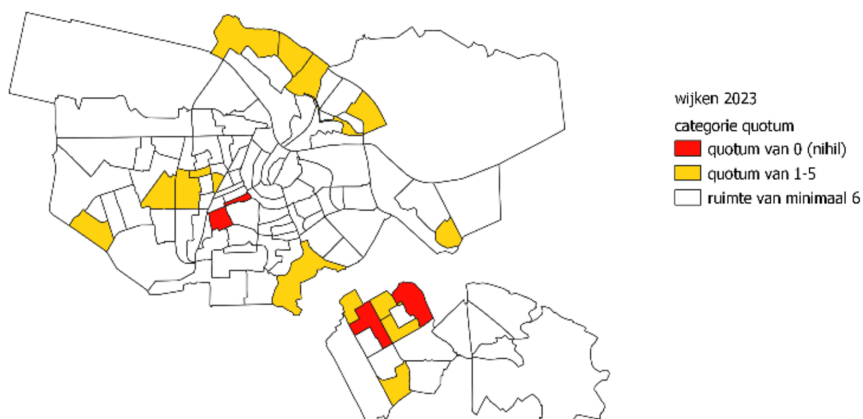 wijken 2023
categorie quotum
quotum van 0 (nihil)
quotum van 1-5
ruimte van minimaal 6